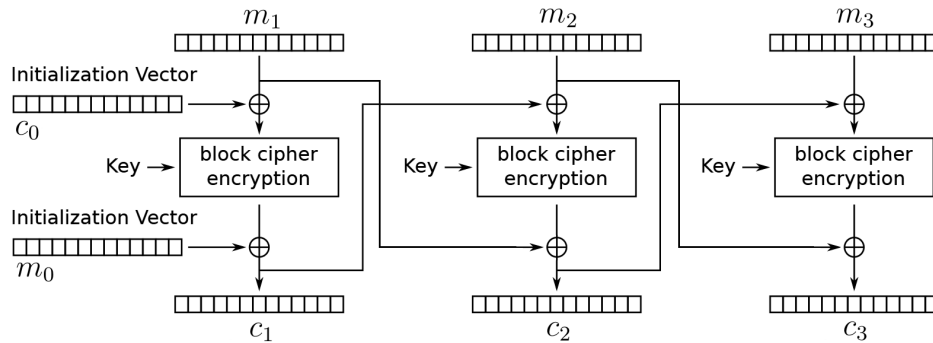 m₁ m₂ m₃
Initialization Vector
c₀
Key block cipher encryption Key block cipher encryption Key block cipher encryption
Initialization Vector
m₀
c₁ c₂ c₃